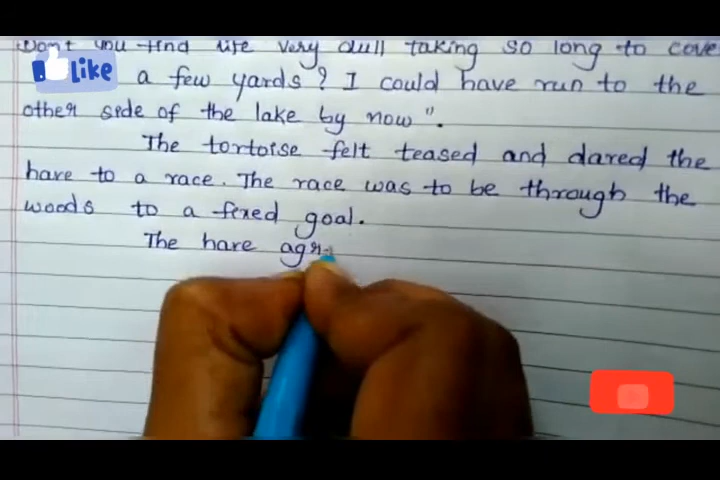 Don't you find life very dull taking so long to cover
Like
a few yards? I could have run to the
other side of the lake by now".
The tortoise felt teased and dared the
hare to a race. The race was to be through the
woods to a fixed goal.
The hare agr